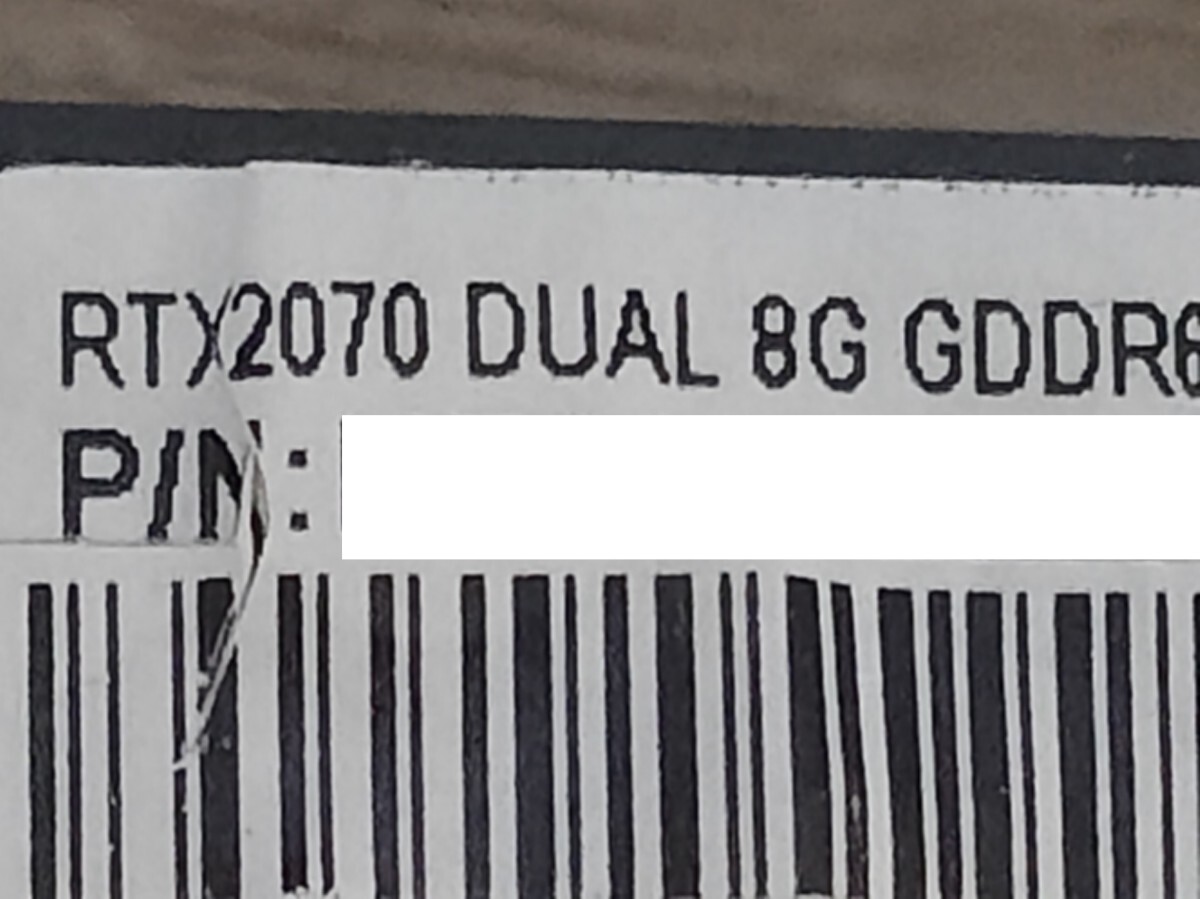 RTX2070 DUAL 8G GDDR6
P/N: